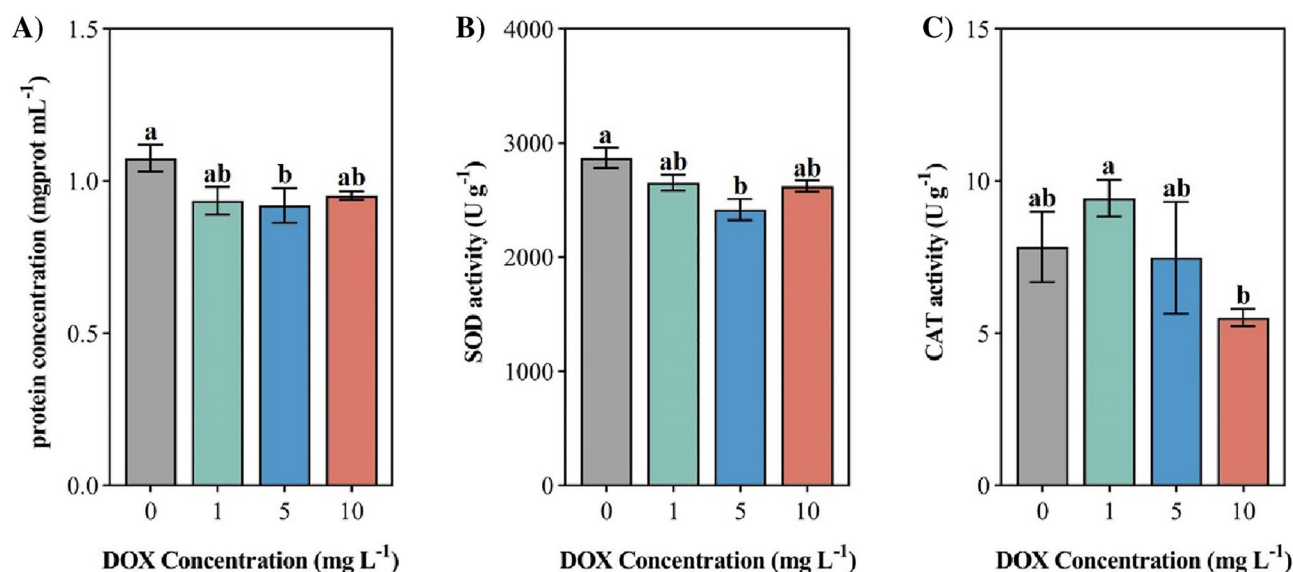 A)
protein concentration (mgprot mL⁻¹)
1.5
1.0
0.5
0.0
a
ab
b
ab
0 1 5 10
DOX Concentration (mg L⁻¹)
B)
SOD activity (U g⁻¹)
4000
3000
2000
1000
0
a
ab
b
ab
0 1 5 10
DOX Concentration (mg L⁻¹)
C)
CAT activity (U g⁻¹)
15
10
5
0
ab
a
ab
b
0 1 5 10
DOX Concentration (mg L⁻¹)